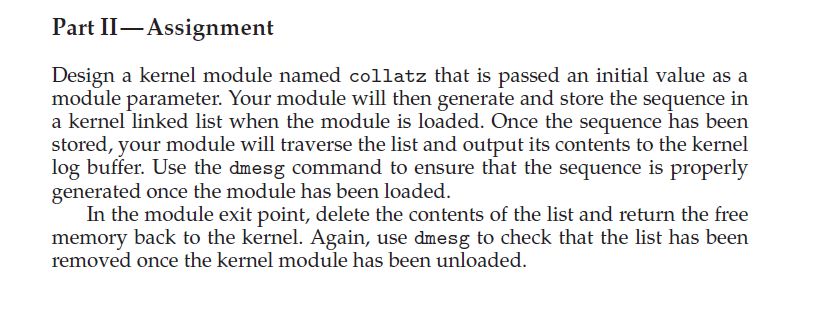 Part II—Assignment
Design a kernel module named collatz that is passed an initial value as a
module parameter. Your module will then generate and store the sequence in
a kernel linked list when the module is loaded. Once the sequence has been
stored, your module will traverse the list and output its contents to the kernel
log buffer. Use the dmesg command to ensure that the sequence is properly
generated once the module has been loaded.
In the module exit point, delete the contents of the list and return the free
memory back to the kernel. Again, use dmesg to check that the list has been
removed once the kernel module has been unloaded.